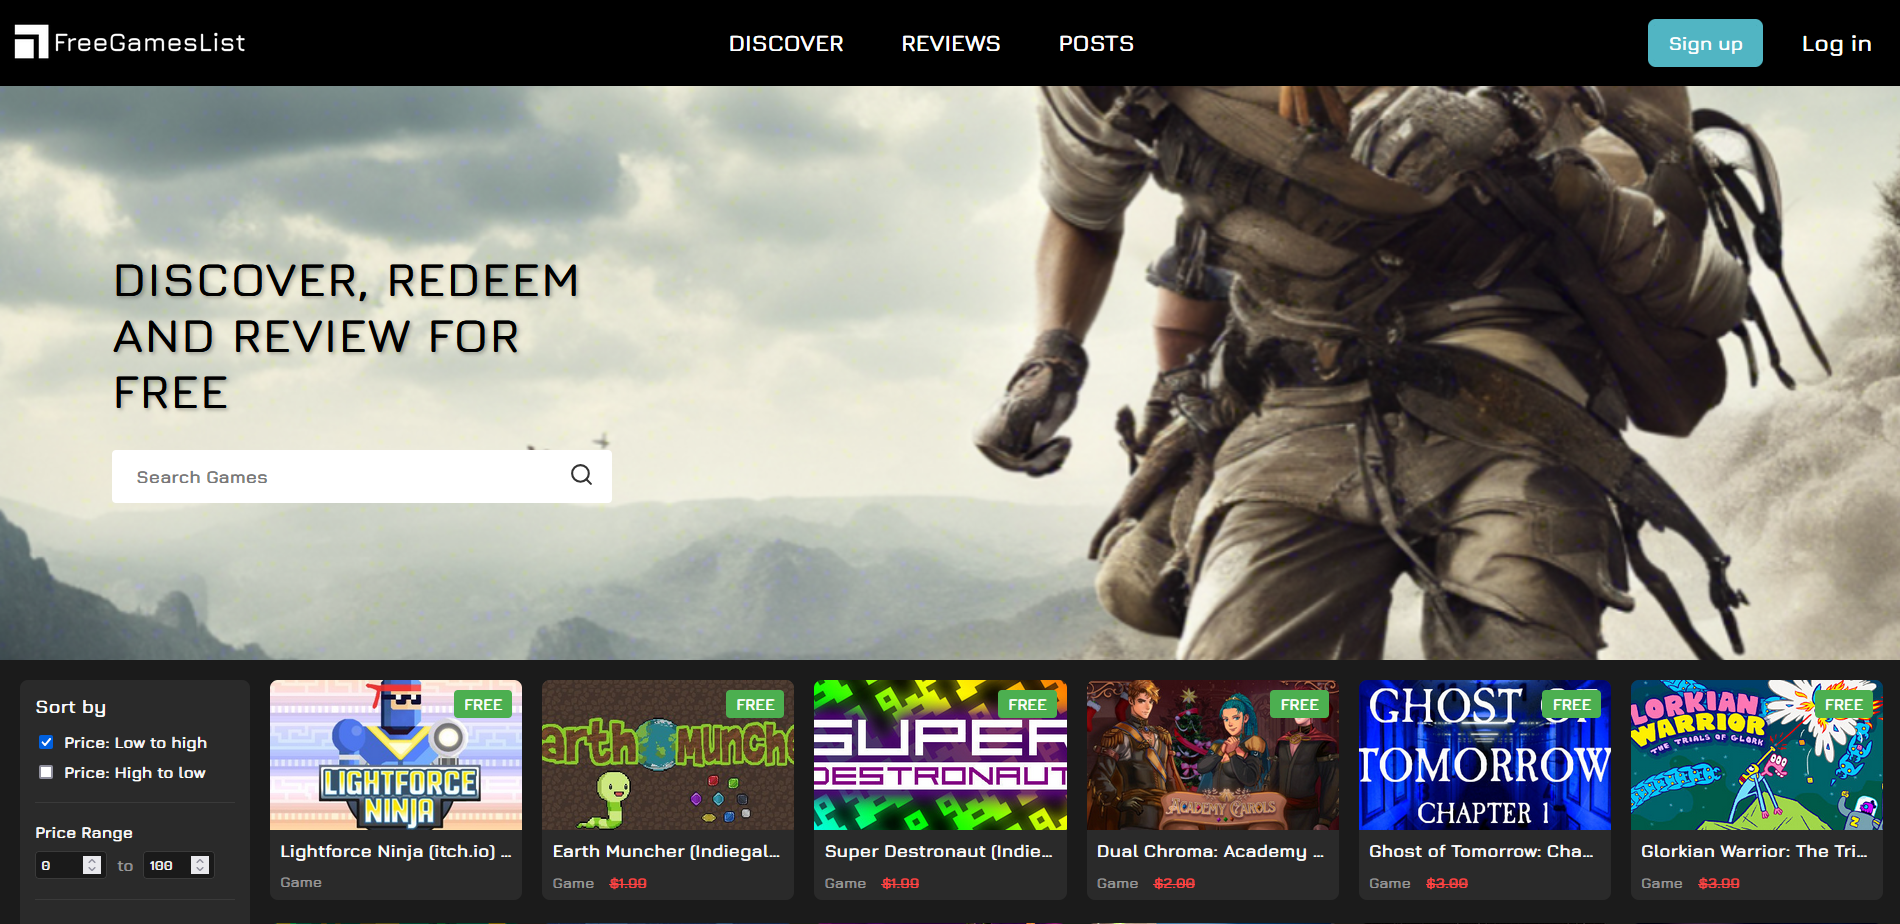 FreeGamesList
DISCOVER
REVIEWS
POSTS
Sign up
Log in
DISCOVER, REDEEM
AND REVIEW FOR
FREE
Search Games
Sort by
Price: Low to high
Price: High to low
Price Range
0 to 100
FREE
LIGHTFORCE
NINJA
Lightforce Ninja (itch.io) ...
Game
FREE
arth Munche
Earth Muncher (Indiegal...
Game $1.00
FREE
SUPER
DESTRONAUT
Super Destronaut (Indie...
Game $1.00
FREE
ACADEMY CAROLS
Dual Chroma: Academy ...
Game $2.00
FREE
GHOST OF
TOMORROW
CHAPTER 1
Ghost of Tomorrow: Cha...
Game $3.00
FREE
LORKIAN
WARRIOR
THE TRIALS OF GLORK
Glorkian Warrior: The Tri...
Game $3.00